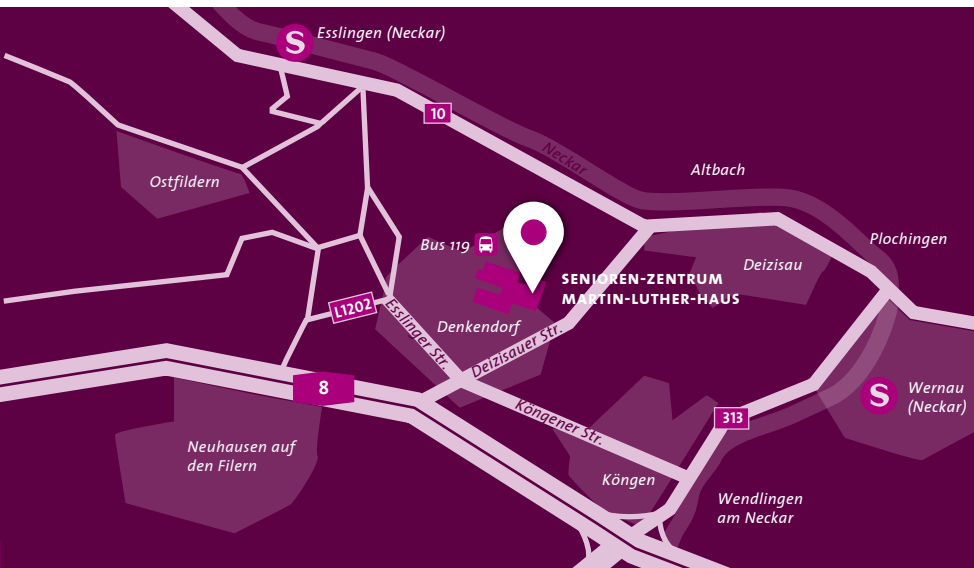 S
Esslingen (Neckar)
10
Neckar
Altbach
Ostfildern
Plochingen
Bus 119
Deizisau
SENIOREN-ZENTRUM
MARTIN-LUTHER-HAUS
L1202
Esslinger Str.
Denkendorf
Deizisauer Str.
8
S
Wernau
(Neckar)
Köngener Str.
313
Neuhausen auf
den Filern
Köngen
Wendlingen
am Neckar